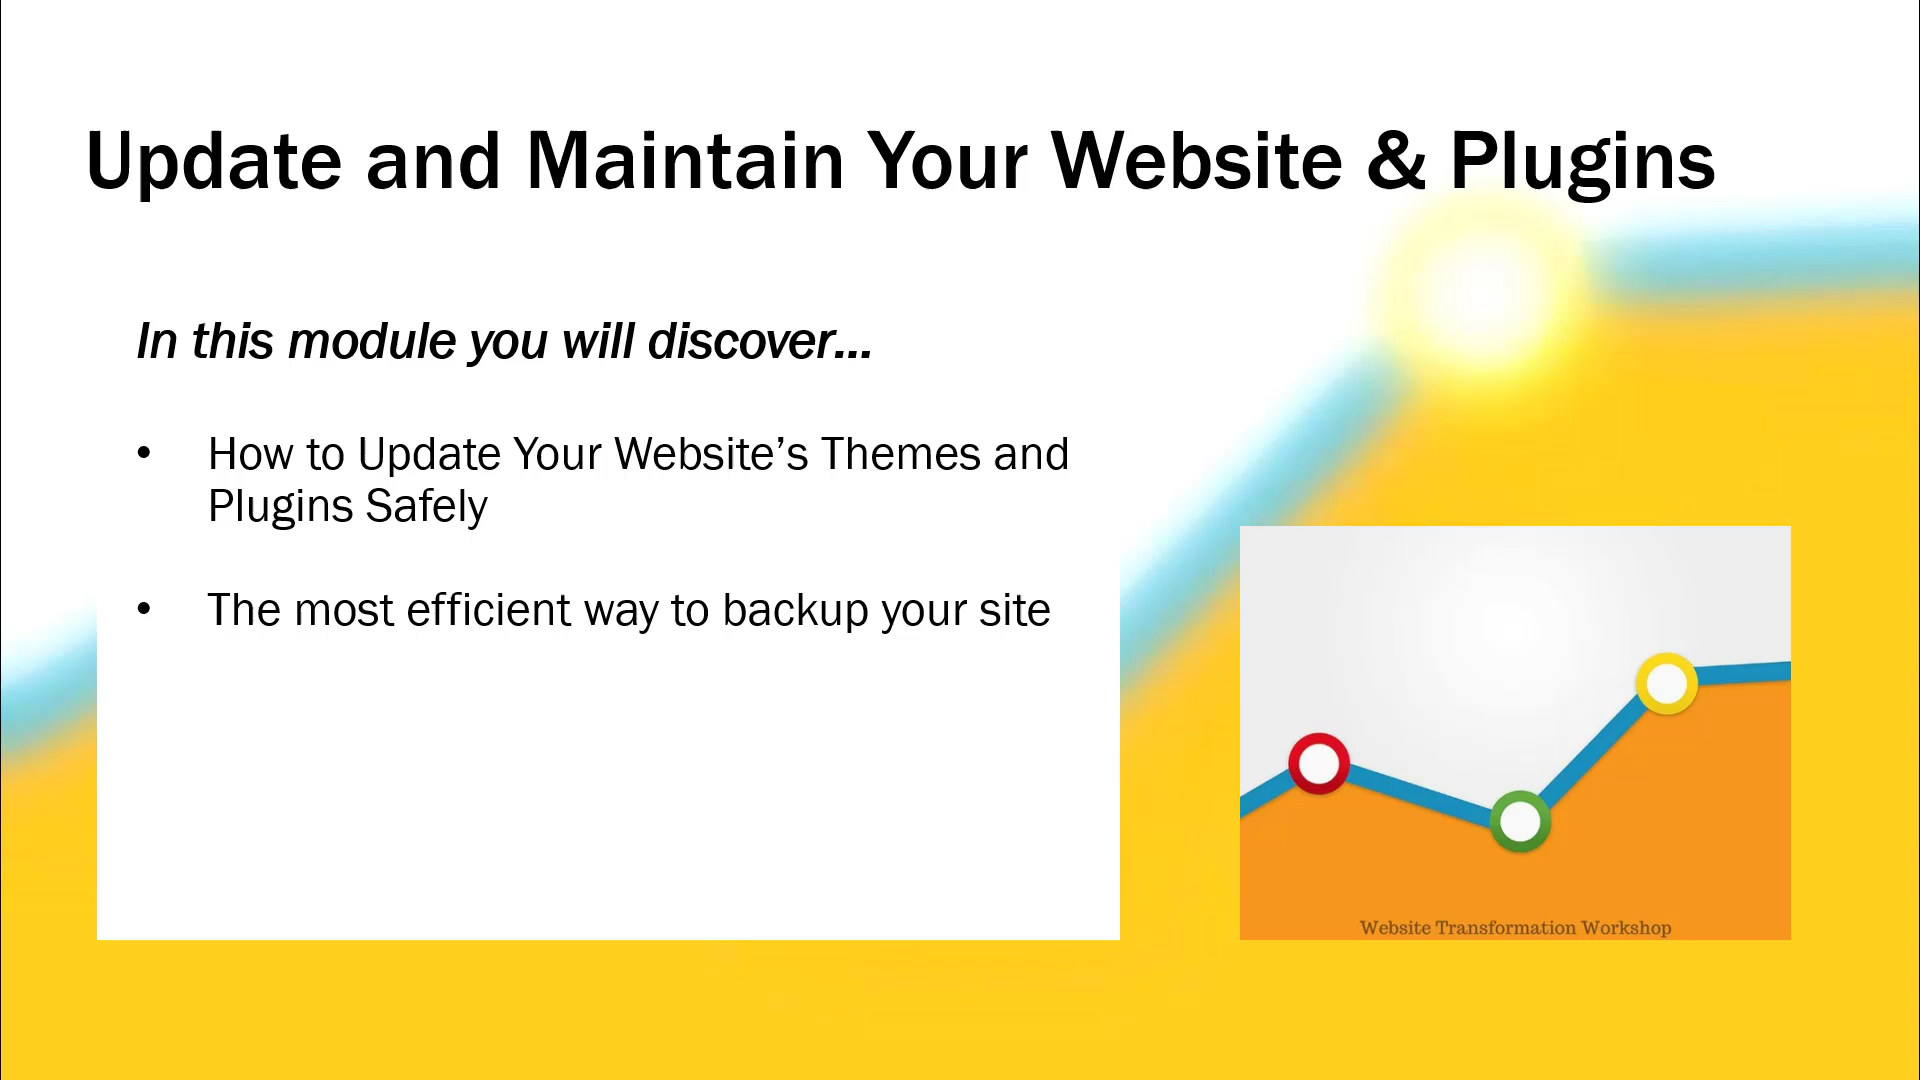 Update and Maintain Your Website & Plugins
In this module you will discover...
• How to Update Your Website’s Themes and
Plugins Safely
• The most efficient way to backup your site
Website Transformation Workshop